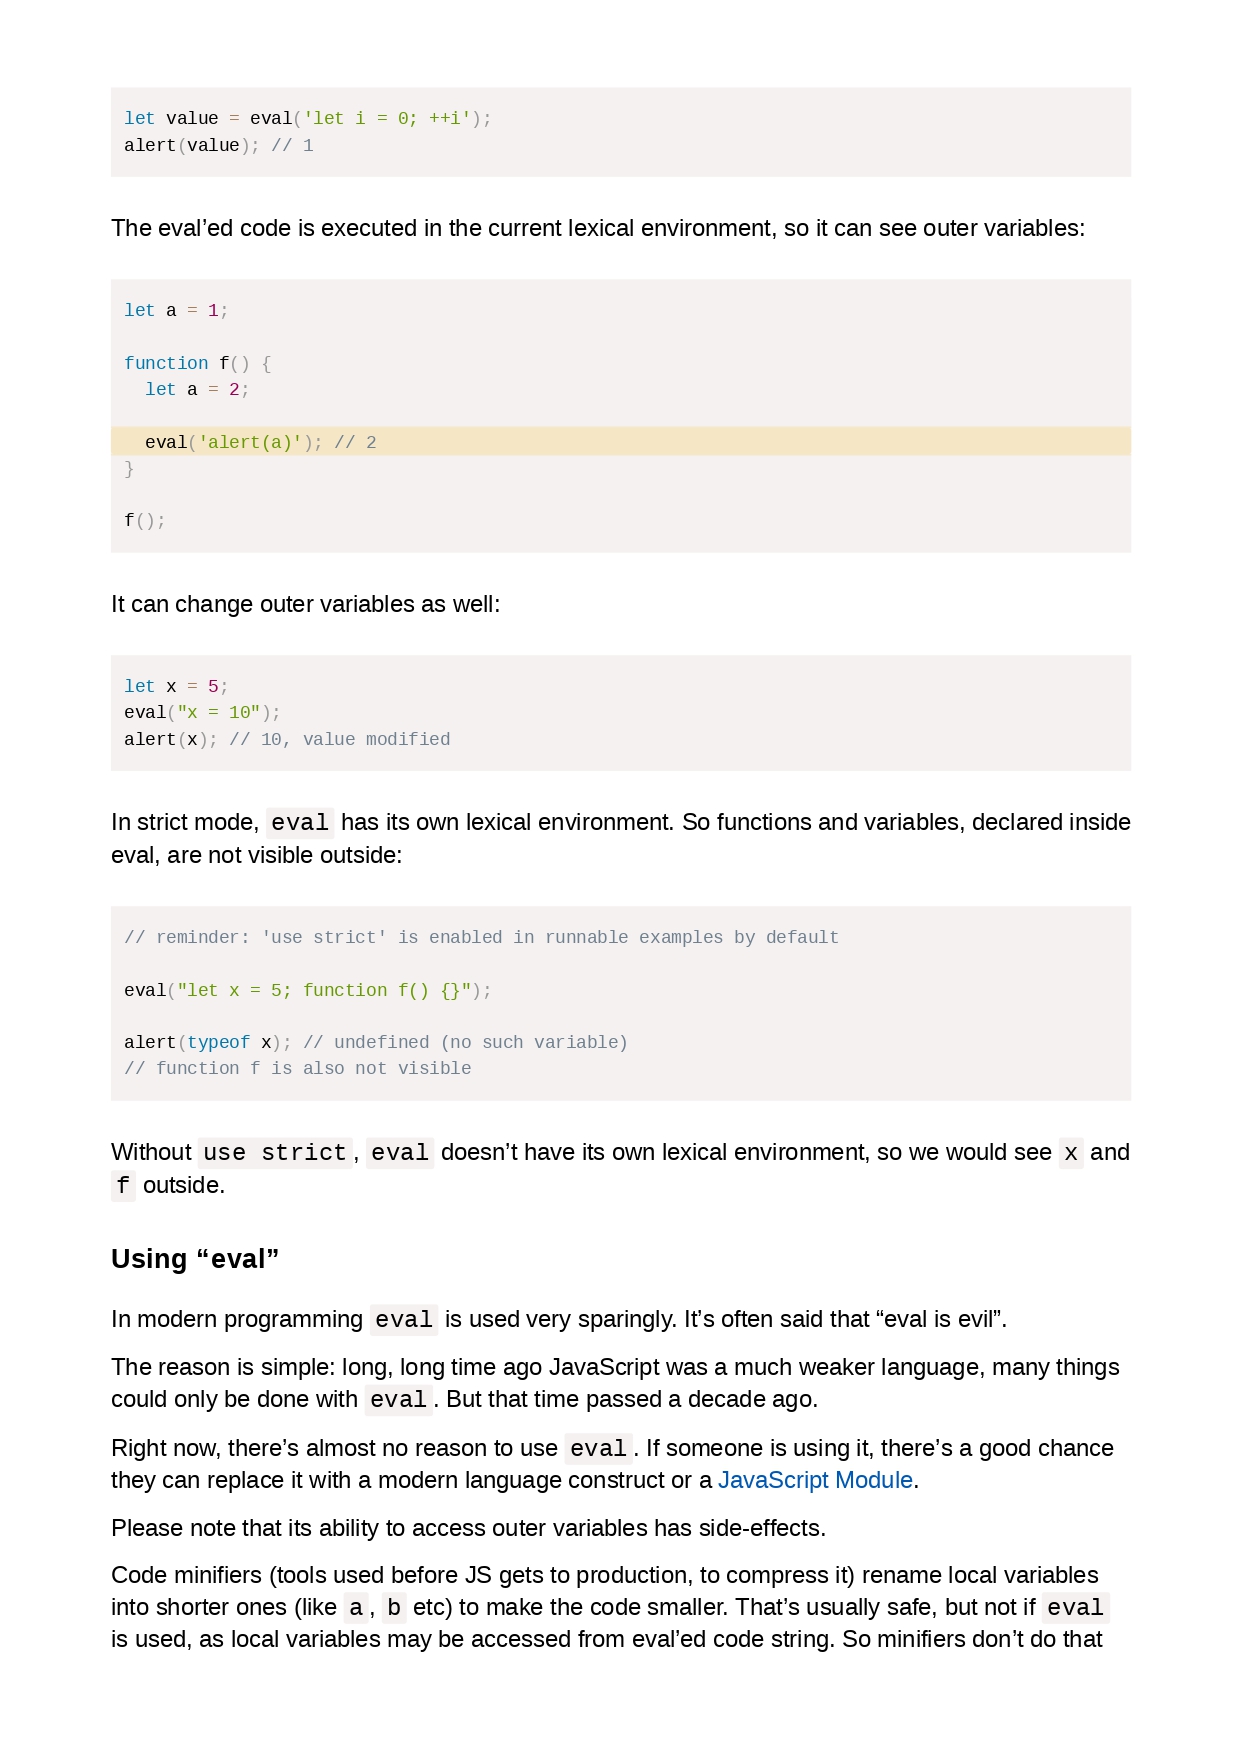 let value = eval('let i = 0; ++i');
alert(value); // 1
The eval’ed code is executed in the current lexical environment, so it can see outer variables:
let a = 1;
function f() {
  let a = 2;
  eval('alert(a)'); // 2
}
f();
It can change outer variables as well:
let x = 5;
eval("x = 10");
alert(x); // 10, value modified
In strict mode, eval has its own lexical environment. So functions and variables, declared inside
eval, are not visible outside:
// reminder: 'use strict' is enabled in runnable examples by default
eval("let x = 5; function f() {}");
alert(typeof x); // undefined (no such variable)
// function f is also not visible
Without use strict, eval doesn’t have its own lexical environment, so we would see x and
f outside.
Using “eval”
In modern programming eval is used very sparingly. It’s often said that “eval is evil”.
The reason is simple: long, long time ago JavaScript was a much weaker language, many things
could only be done with eval. But that time passed a decade ago.
Right now, there’s almost no reason to use eval. If someone is using it, there’s a good chance
they can replace it with a modern language construct or a JavaScript Module.
Please note that its ability to access outer variables has side-effects.
Code minifiers (tools used before JS gets to production, to compress it) rename local variables
into shorter ones (like a, b etc) to make the code smaller. That’s usually safe, but not if eval
is used, as local variables may be accessed from eval’ed code string. So minifiers don’t do that